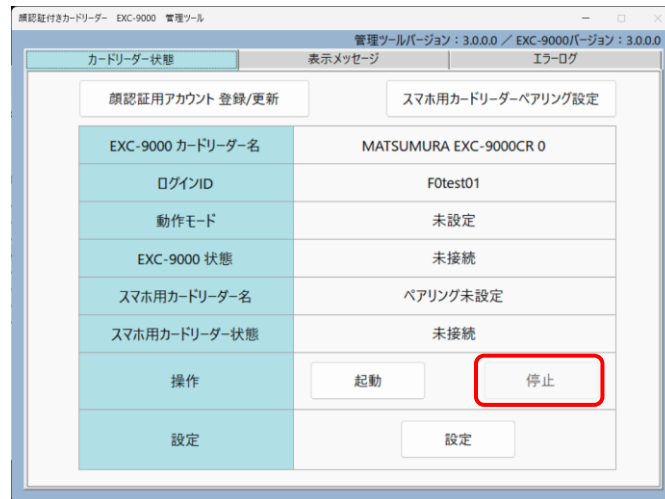 顔認証付きカードリーダー EXC-9000 管理ツール
管理ツールバージョン：3.0.0.0 ／ EXC-9000バージョン：3.0.0.0
カードリーダー状態 表示メッセージ エラーログ
顔認証用アカウント 登録/更新 スマホ用カードリーダーペアリング設定
EXC-9000 カードリーダー名 MATSUMURA EXC-9000CR 0
ログインID F0test01
動作モード 未設定
EXC-9000 状態 未接続
スマホ用カードリーダー名 ペアリング未設定
スマホ用カードリーダー状態 未接続
操作 起動 停止
設定 設定